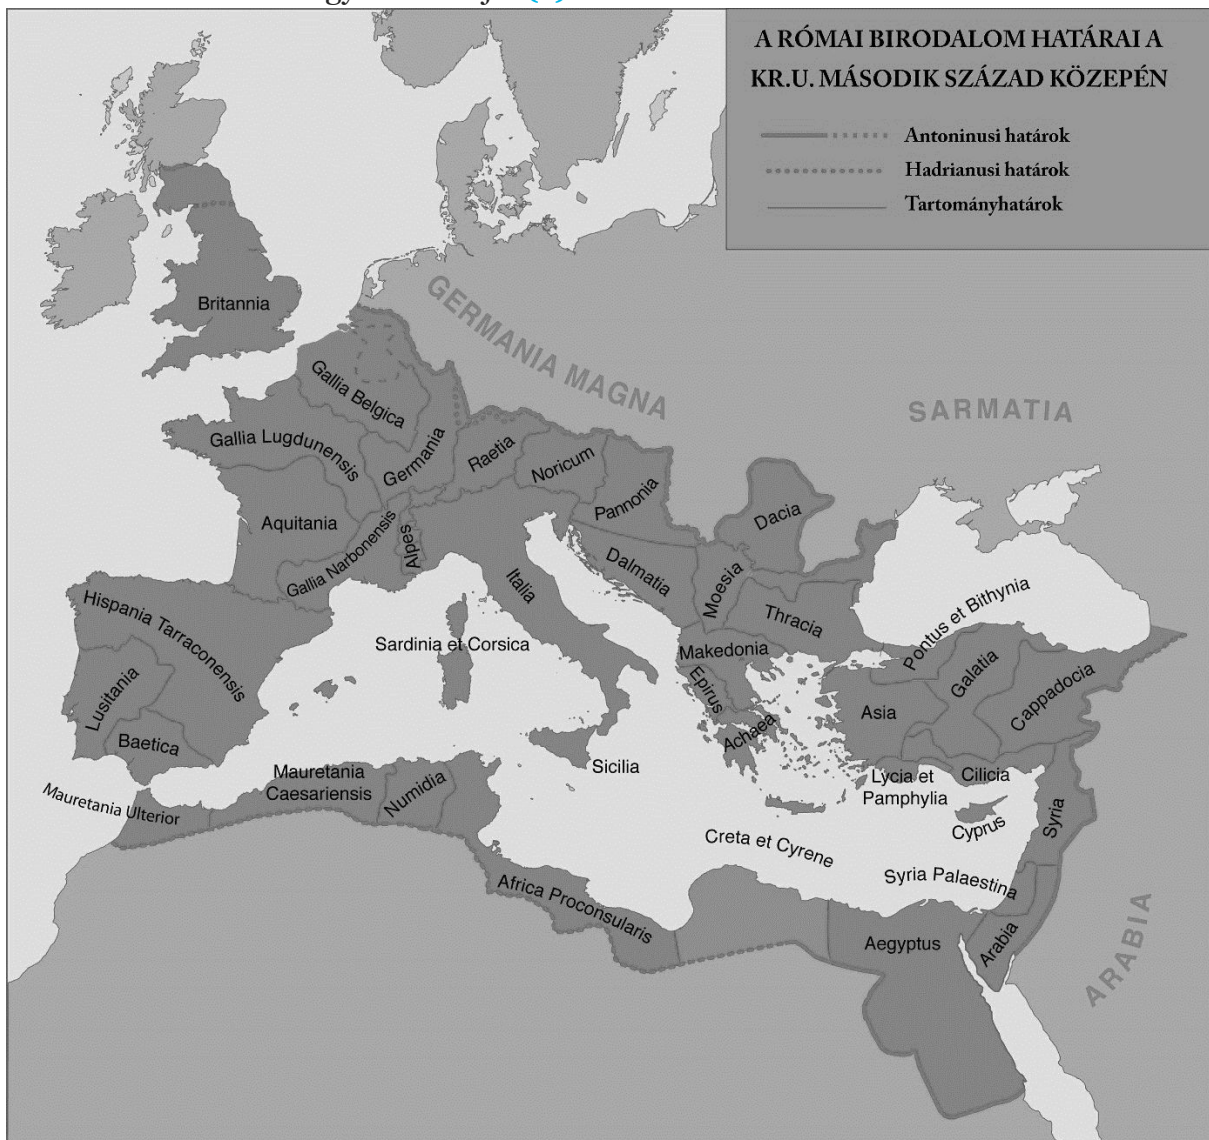 A RÓMAI BIRODALOM HATÁRAI A
KR.U. MÁSODIK SZÁZAD KÖZEPÉN
Antoninusi határok
Hadrianusi határok
Tartományhatárok
Britannia
GERMANIA MAGNA
SARMATIA
Gallia Belgica
Gallia Lugdunensis
Germania
Raetia
Noricum
Pannonia
Dacia
Aquitania
Gallia Narbonensis
Alpes
Italia
Dalmatia
Moesia
Thracia
Pontus et Bithynia
Hispania Tarraconensis
Sardinia et Corsica
Makedonia
Epirus
Galatia
Cappadocia
Lusitania
Baetica
Asia
Achaea
Sicilia
Mauretania
Caesariensis
Numidia
Lycia et
Pamphylia
Cilicia
Mauretania Ulterior
Cyprus
Syria
Creta et Cyrene
Syria Palaestina
Africa Proconsularis
Aegyptus
Arabia
ARABIA